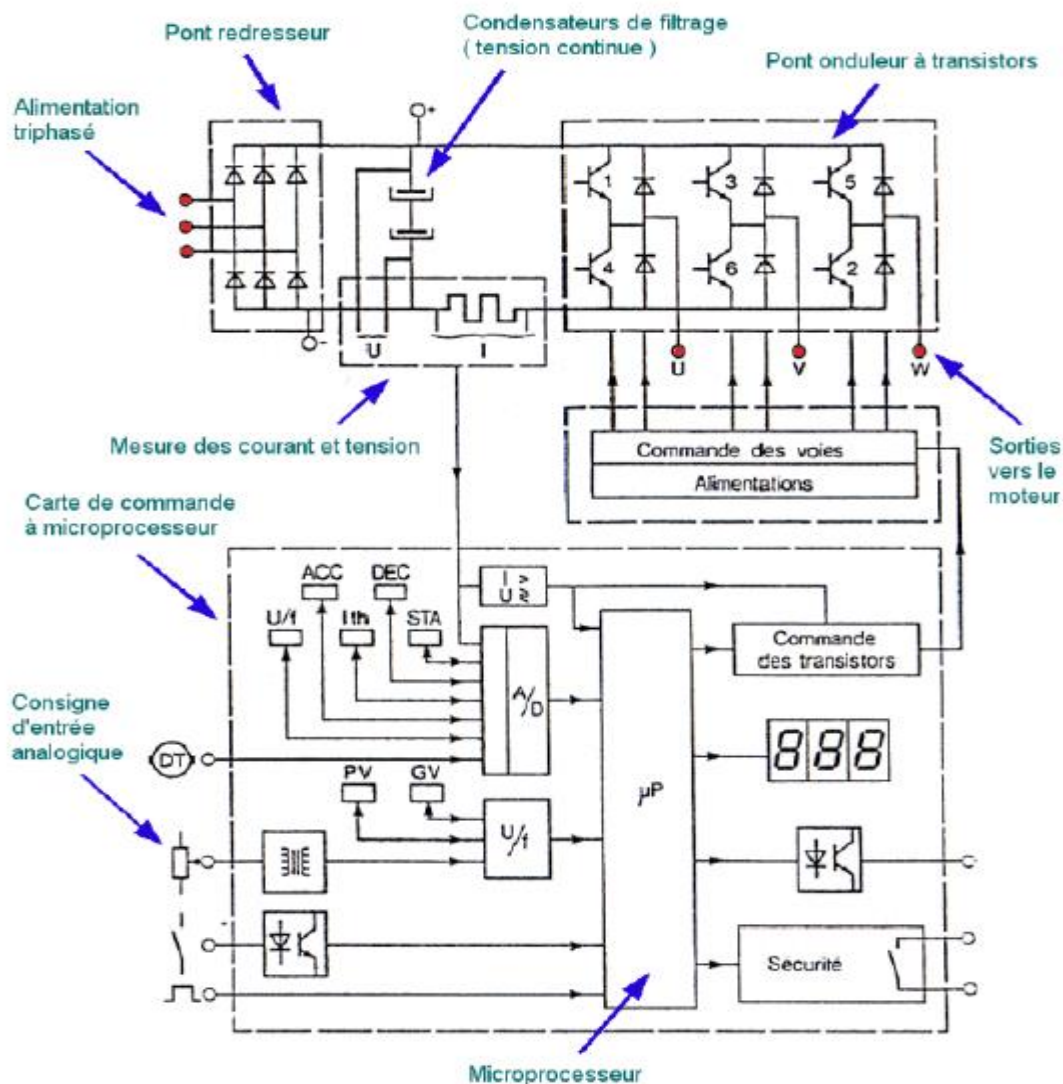 Pont redresseur
Condensateurs de filtrage
( tension continue )
Pont onduleur à transistors
Alimentation
triphasé
+
1
3
5
4
6
2
-
U
I
U
V
W
Mesure des courant et tension
Commande des voies
Alimentations
Sorties
vers le
moteur
Carte de commande
à microprocesseur
ACC
DEC
U/f
Ith
STA
I >
U ≷
Commande
des transistors
A/D
Consigne
d'entrée
analogique
DT
PV
GV
U/f
µP
888
Sécurité
Microprocesseur